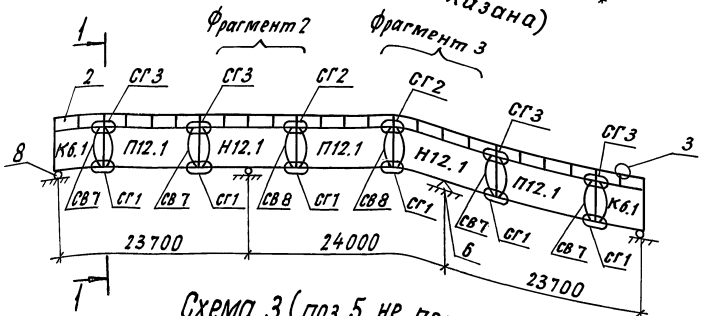 казана)
*
Фрагмент 2
Фрагмент 3
1
2
СГ3
СГ3
СГ2
СГ2
СГ3
СГ3
3
К6.1
П12.1
Н12.1
П12.1
Н12.1
П12.1
К6.1
8
СВ7
СГ1
СВ7
СГ1
СВ8
СГ1
СВ8
СГ1
СВ7
СГ1
СВ7
СГ1
6
23700
24000
23700
1
Схема 3 (поз. 5 не